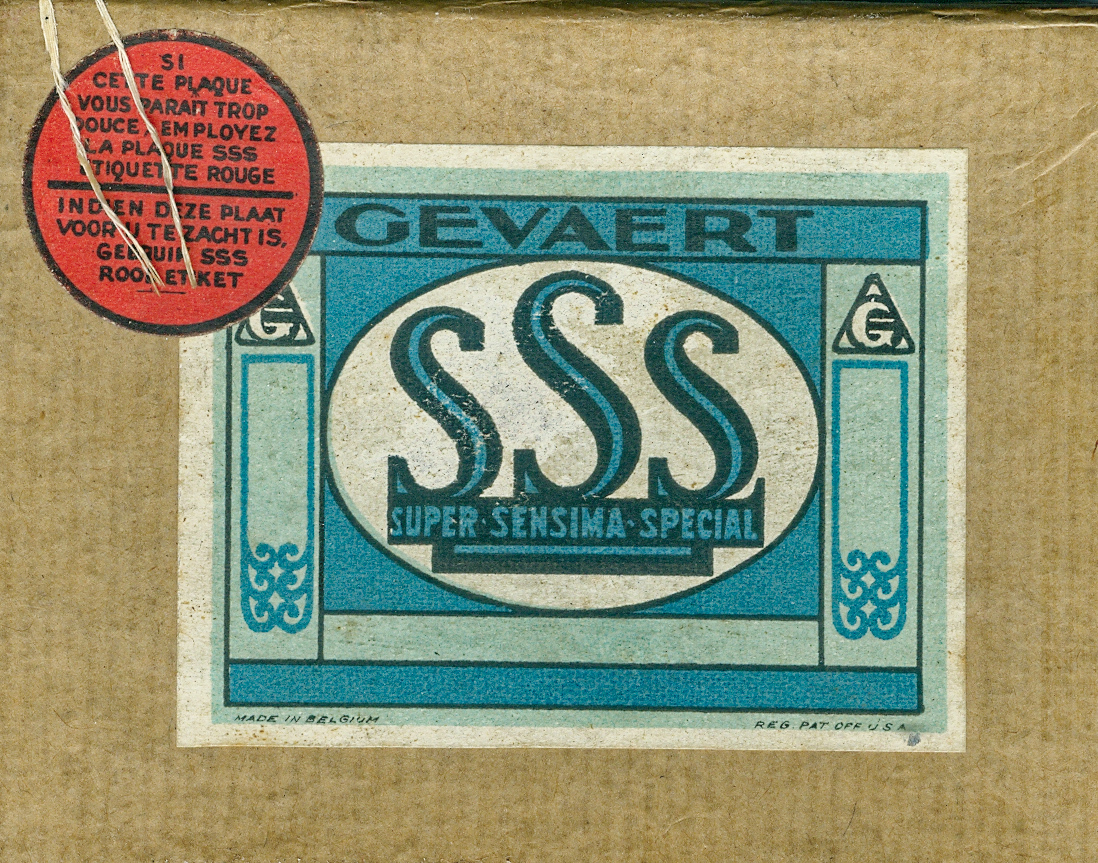 SI
CETTE PLAQUE
VOUS PARAIT TROP
DOUCE, EMPLOYEZ
LA PLAQUE SSS
ETIQUETTE ROUGE
INDIEN DEZE PLAAT
VOOR U TE ZACHT IS,
GEBRUIK SSS
ROOD ETIKET
GEVAERT
G
G
SSS
SUPER·SENSIMA·SPECIAL
MADE IN BELGIUM
REG. PAT OFF. U S A